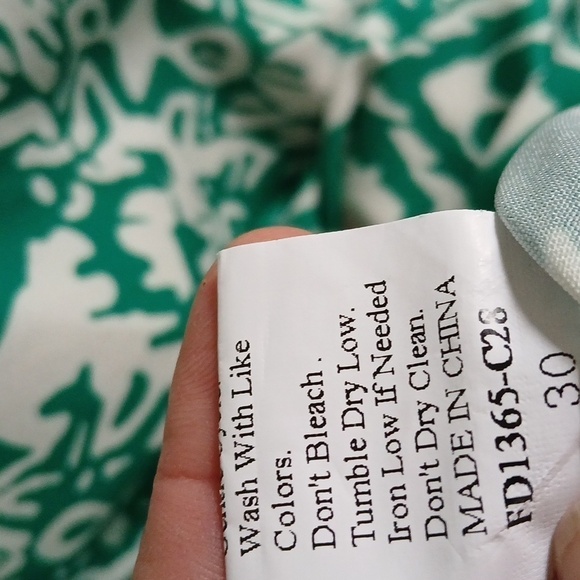 Wash With Like
Colors.
Don't Bleach .
Tumble Dry Low.
Iron Low If Needed
Don't Dry Clean.
MADE IN CHINA
FD1365-C28
30